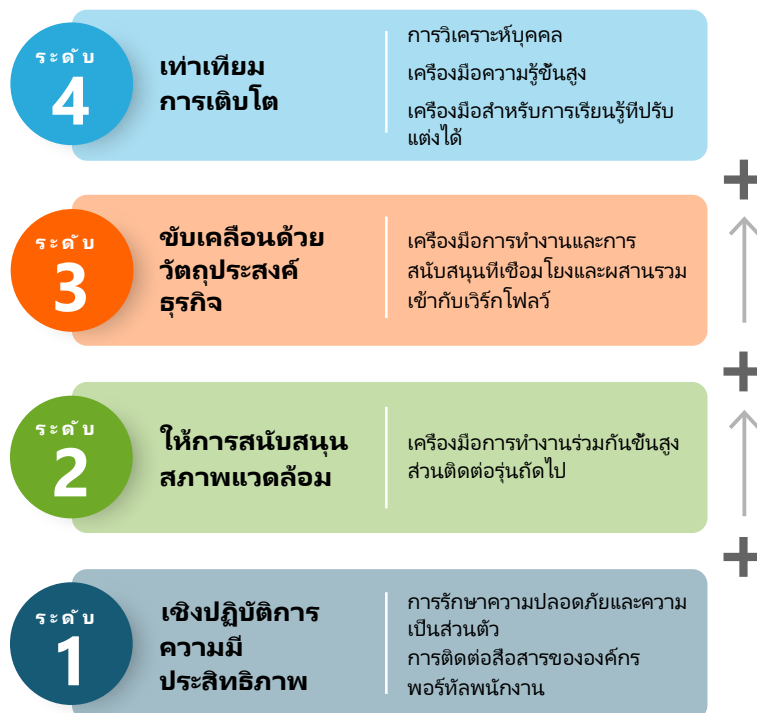 ระดับ
4
เท่าเทียม
การเติบโต
การวิเคราะห์บุคคล
เครื่องมือความรู้ขั้นสูง
เครื่องมือสำหรับการเรียนรู้ที่ปรับ
แต่งได้
ระดับ
3
ขับเคลื่อนด้วย
วัตถุประสงค์
ธุรกิจ
เครื่องมือการทำงานและการ
สนับสนุนที่เชื่อมโยงและผสานรวม
เข้ากับเวิร์กโฟลว์
ระดับ
2
ให้การสนับสนุน
สภาพแวดล้อม
เครื่องมือการทำงานร่วมกันขั้นสูง
ส่วนติดต่อรุ่นถัดไป
ระดับ
1
เชิงปฏิบัติการ
ความมี
ประสิทธิภาพ
การรักษาความปลอดภัยและความ
เป็นส่วนตัว
การติดต่อสื่อสารขององค์กร
พอร์ทัลพนักงาน